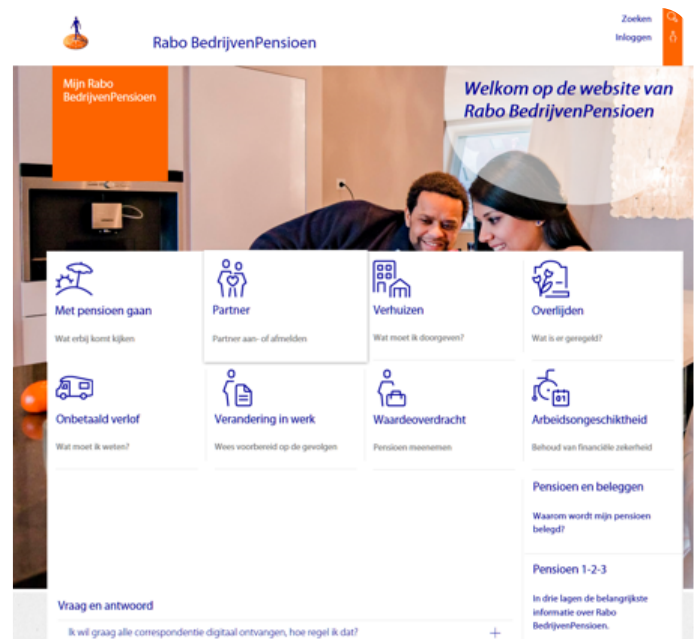 Zoeken
Rabo BedrijvenPensioen
Inloggen
Mijn Rabo
BedrijvenPensioen
Welkom op de website van
Rabo BedrijvenPensioen
Met pensioen gaan
Wat erbij komt kijken
Partner
Partner aan- of afmelden
Verhuizen
Wat moet ik doorgeven?
Overlijden
Wat is er geregeld?
Onbetaald verlof
Wat moet ik weten?
Verandering in werk
Wees voorbereid op de gevolgen
Waardeoverdracht
Pensioen meenemen
01
Arbeidsongeschiktheid
Behoud van financiële zekerheid
Pensioen en beleggen
Waarom wordt mijn pensioen
belegd?
Pensioen 1-2-3
In drie lagen de belangrijkste
informatie over Rabo
BedrijvenPensioen.
Vraag en antwoord
Ik wil graag alle correspondentie digitaal ontvangen, hoe regel ik dat?